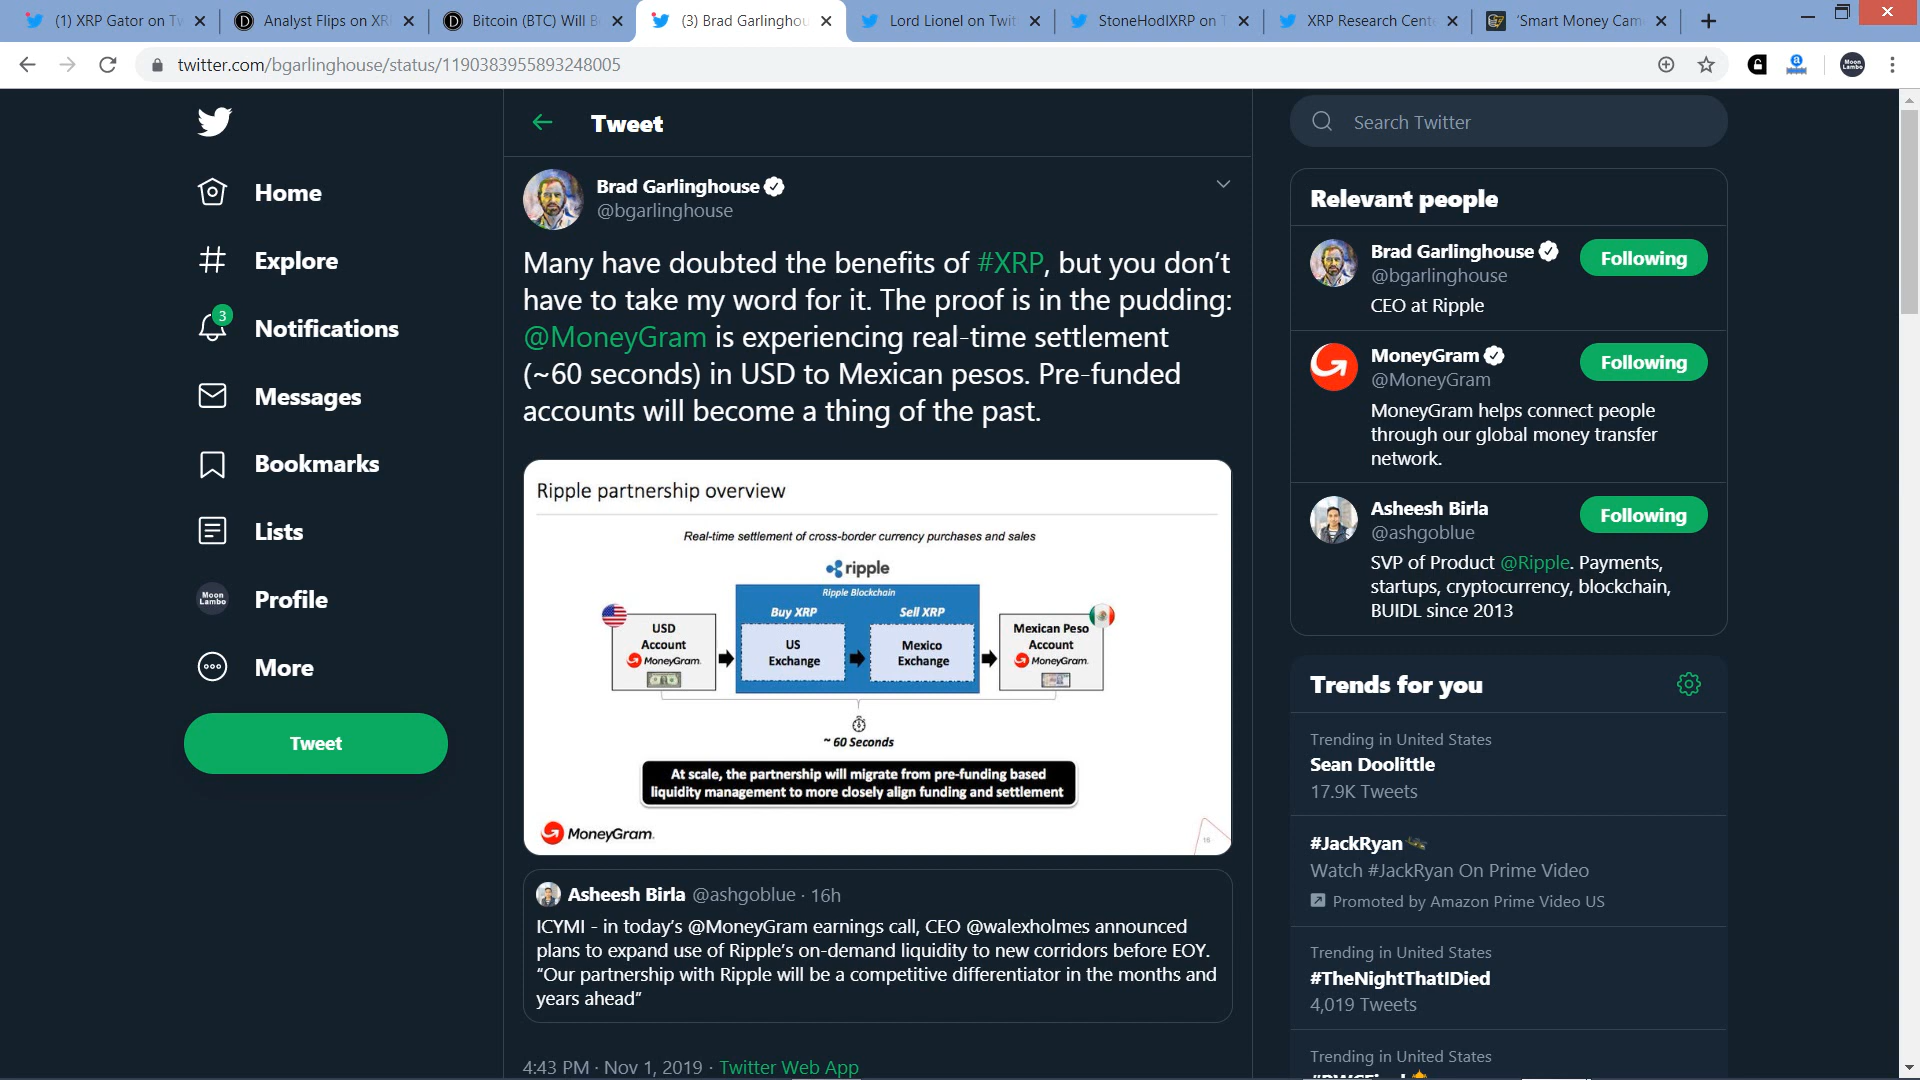 (1) XRP Gator on Tw
Analyst Flips on XR
Bitcoin (BTC) Will B
(3) Brad Garlinghou
Lord Lionel on Twit
StoneHodlXRP on T
XRP Research Cent
'Smart Money Cam
twitter.com/bgarlinghouse/status/1190383955893248005
Moon Lambo
Home
Explore
3
Notifications
Messages
Bookmarks
Lists
Moon
Lambo
Profile
More
Tweet
Tweet
Brad Garlinghouse
@bgarlinghouse
Many have doubted the benefits of #XRP, but you don't
have to take my word for it. The proof is in the pudding:
@MoneyGram is experiencing real-time settlement
(~60 seconds) in USD to Mexican pesos. Pre-funded
accounts will become a thing of the past.
Ripple partnership overview
Real-time settlement of cross-border currency purchases and sales
ripple
Ripple Blockchain
Buy XRP
Sell XRP
USD
Account
MoneyGram.
US
Exchange
Mexico
Exchange
Mexican Peso
Account
MoneyGram.
~ 60 Seconds
At scale, the partnership will migrate from pre-funding based
liquidity management to more closely align funding and settlement
MoneyGram.
16
Asheesh Birla @ashgoblue · 16h
ICYMI - in today's @MoneyGram earnings call, CEO @walexholmes announced
plans to expand use of Ripple's on-demand liquidity to new corridors before EOY.
"Our partnership with Ripple will be a competitive differentiator in the months and
years ahead"
4:43 PM · Nov 1, 2019 · Twitter Web App
Search Twitter
Relevant people
Brad Garlinghouse
@bgarlinghouse
Following
CEO at Ripple
MoneyGram
@MoneyGram
Following
MoneyGram helps connect people
through our global money transfer
network.
Asheesh Birla
@ashgoblue
Following
SVP of Product @Ripple. Payments,
startups, cryptocurrency, blockchain,
BUIDL since 2013
Trends for you
Trending in United States
Sean Doolittle
17.9K Tweets
#JackRyan
Watch #JackRyan On Prime Video
Promoted by Amazon Prime Video US
Trending in United States
#TheNightThatIDied
4,019 Tweets
Trending in United States